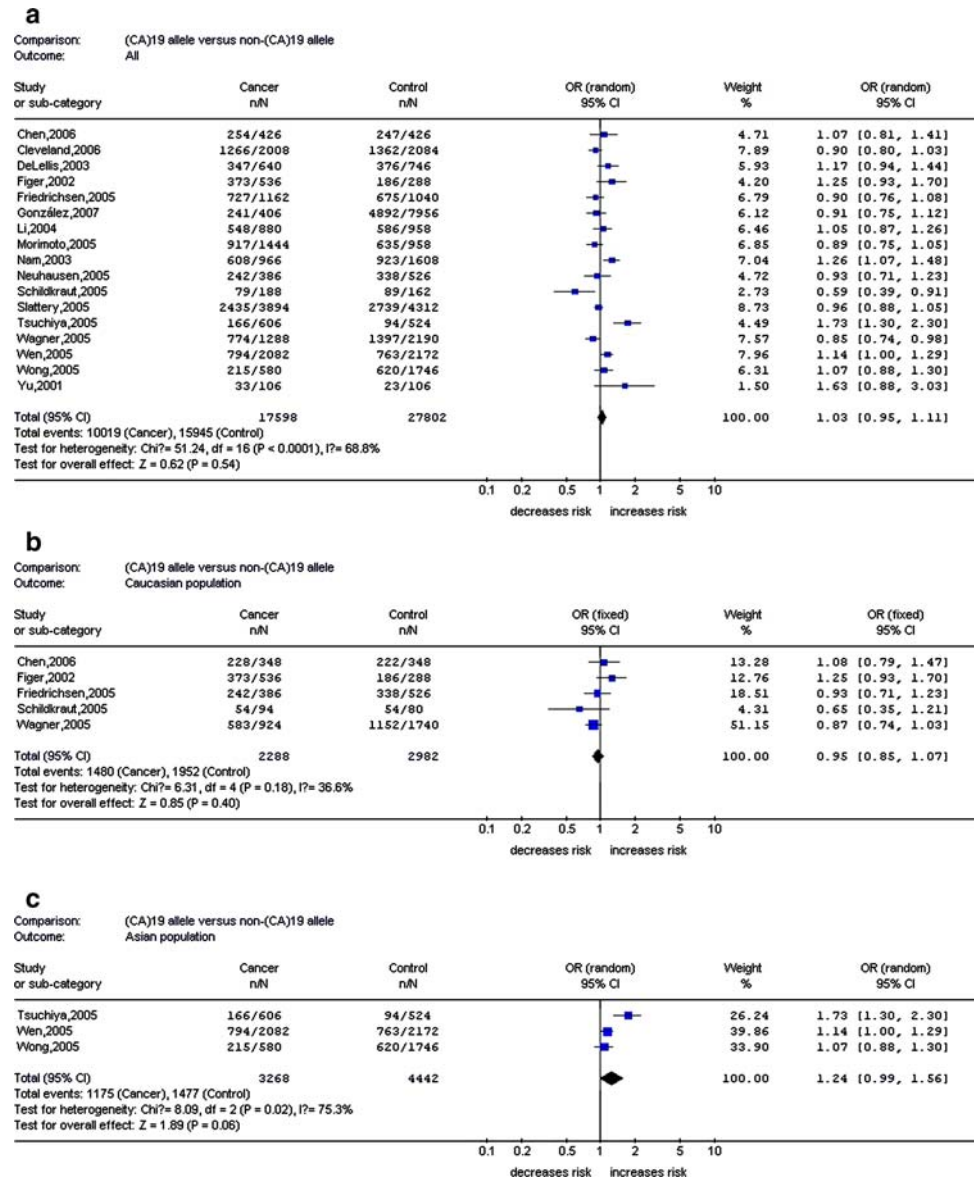 a
Comparison: (CA)19 allele versus non-(CA)19 allele
Outcome: All
Study Cancer Control OR (random) Weight OR (random)
or sub-category n/N n/N 95% CI % 95% CI
Chen,2006 254/426 247/426 4.71 1.07 [0.81, 1.41]
Cleveland,2006 1266/2008 1362/2084 7.89 0.90 [0.80, 1.03]
DeLellis,2003 347/640 376/746 5.93 1.17 [0.94, 1.44]
Figer,2002 373/536 186/288 4.20 1.25 [0.93, 1.70]
Friedrichsen,2005 727/1162 675/1040 6.79 0.90 [0.76, 1.08]
González,2007 241/406 4892/7956 6.12 0.91 [0.75, 1.12]
Li,2004 548/880 586/958 6.46 1.05 [0.87, 1.26]
Morimoto,2005 917/1444 635/958 6.85 0.89 [0.75, 1.05]
Nam,2003 608/966 923/1608 7.04 1.26 [1.07, 1.48]
Neuhausen,2005 242/386 338/526 4.72 0.93 [0.71, 1.23]
Schildkraut,2005 79/188 89/162 2.73 0.59 [0.39, 0.91]
Slattery,2005 2435/3894 2739/4312 8.73 0.96 [0.88, 1.05]
Tsuchiya,2005 166/606 94/524 4.49 1.73 [1.30, 2.30]
Wagner,2005 774/1288 1397/2190 7.57 0.85 [0.74, 0.98]
Wen,2005 794/2082 763/2172 7.96 1.14 [1.00, 1.29]
Wong,2005 215/580 620/1746 6.31 1.07 [0.88, 1.30]
Yu,2001 33/106 23/106 1.50 1.63 [0.88, 3.03]
Total (95% CI) 17598 27802 100.00 1.03 [0.95, 1.11]
Total events: 10019 (Cancer), 15945 (Control)
Test for heterogeneity: Chi?= 51.24, df = 16 (P < 0.0001), I?= 68.8%
Test for overall effect: Z = 0.62 (P = 0.54)
0.1 0.2 0.5 1 2 5 10
decreases risk increases risk
b
Comparison: (CA)19 allele versus non-(CA)19 allele
Outcome: Caucasian population
Study Cancer Control OR (fixed) Weight OR (fixed)
or sub-category n/N n/N 95% CI % 95% CI
Chen,2006 228/348 222/348 13.28 1.08 [0.79, 1.47]
Figer,2002 373/536 186/288 12.76 1.25 [0.93, 1.70]
Friedrichsen,2005 242/386 338/526 18.51 0.93 [0.71, 1.23]
Schildkraut,2005 54/94 54/80 4.31 0.65 [0.35, 1.21]
Wagner,2005 583/924 1152/1740 51.15 0.87 [0.74, 1.03]
Total (95% CI) 2288 2982 100.00 0.95 [0.85, 1.07]
Total events: 1480 (Cancer), 1952 (Control)
Test for heterogeneity: Chi?= 6.31, df = 4 (P = 0.18), I?= 36.6%
Test for overall effect: Z = 0.85 (P = 0.40)
0.1 0.2 0.5 1 2 5 10
decreases risk increases risk
c
Comparison: (CA)19 allele versus non-(CA)19 allele
Outcome: Asian population
Study Cancer Control OR (random) Weight OR (random)
or sub-category n/N n/N 95% CI % 95% CI
Tsuchiya,2005 166/606 94/524 26.24 1.73 [1.30, 2.30]
Wen,2005 794/2082 763/2172 39.86 1.14 [1.00, 1.29]
Wong,2005 215/580 620/1746 33.90 1.07 [0.88, 1.30]
Total (95% CI) 3268 4442 100.00 1.24 [0.99, 1.56]
Total events: 1175 (Cancer), 1477 (Control)
Test for heterogeneity: Chi?= 8.09, df = 2 (P = 0.02), I?= 75.3%
Test for overall effect: Z = 1.89 (P = 0.06)
0.1 0.2 0.5 1 2 5 10
decreases risk increases risk